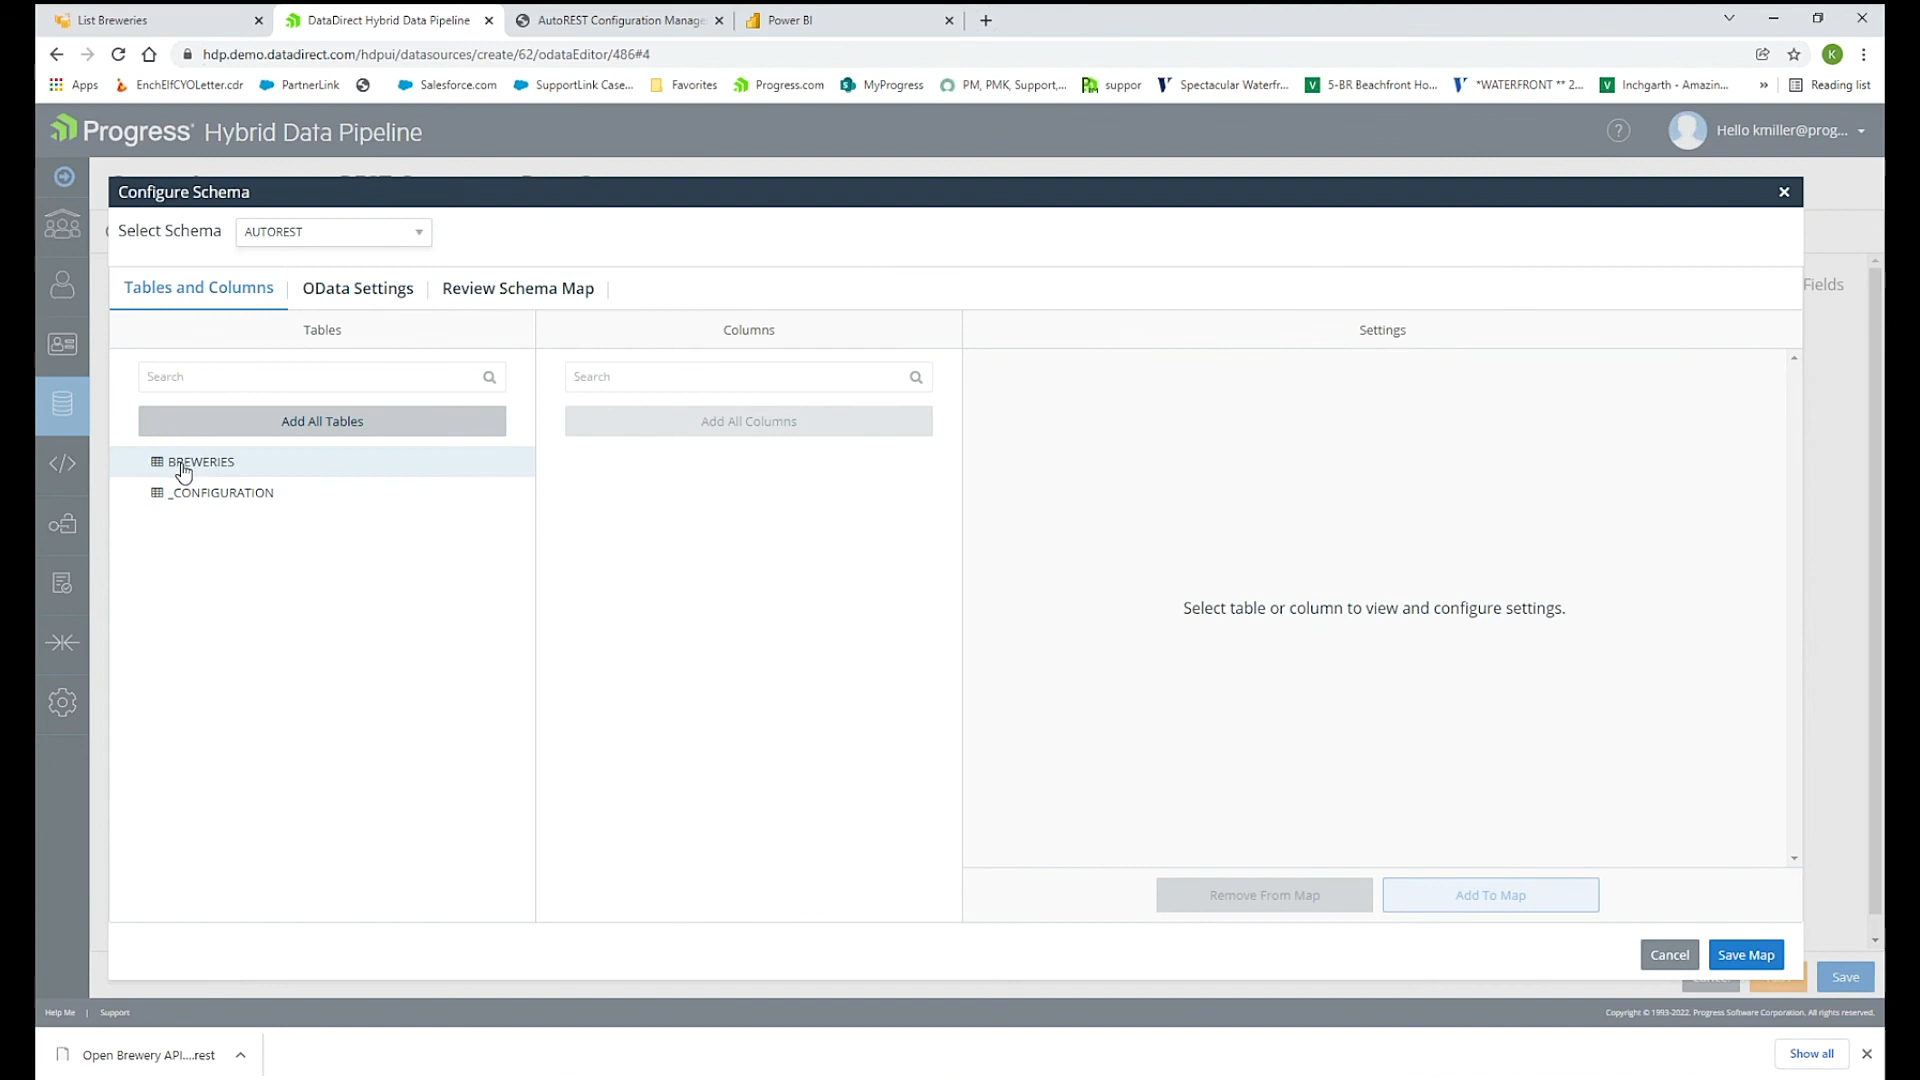 List Breweries
DataDirect Hybrid Data Pipeline
AutoREST Configuration Manage
Power BI
hdp.demo.datadirect.com/hdpui/datasources/create/62/odataEditor/486#4
K
Apps
EnchElfCYOLetter.cdr
PartnerLink
Salesforce.com
SupportLink Case...
Favorites
Progress.com
MyProgress
PM, PMK, Support,...
suppor
Spectacular Waterfr...
5-BR Beachfront Ho...
*WATERFRONT ** 2...
Inchgarth - Amazin...
»
Reading list
Progress Hybrid Data Pipeline
Hello kmiller@prog...
Configure Schema
Select Schema
AUTOREST
Tables and Columns
OData Settings
Review Schema Map
Fields
Tables
Columns
Settings
Search
Search
Add All Tables
Add All Columns
BREWERIES
_CONFIGURATION
Select table or column to view and configure settings.
Remove From Map
Add To Map
Cancel
Save Map
Save
Help Me | Support
Copyright © 1993-2022. Progress Software Corporation. All rights reserved.
Open Brewery API....rest
Show all